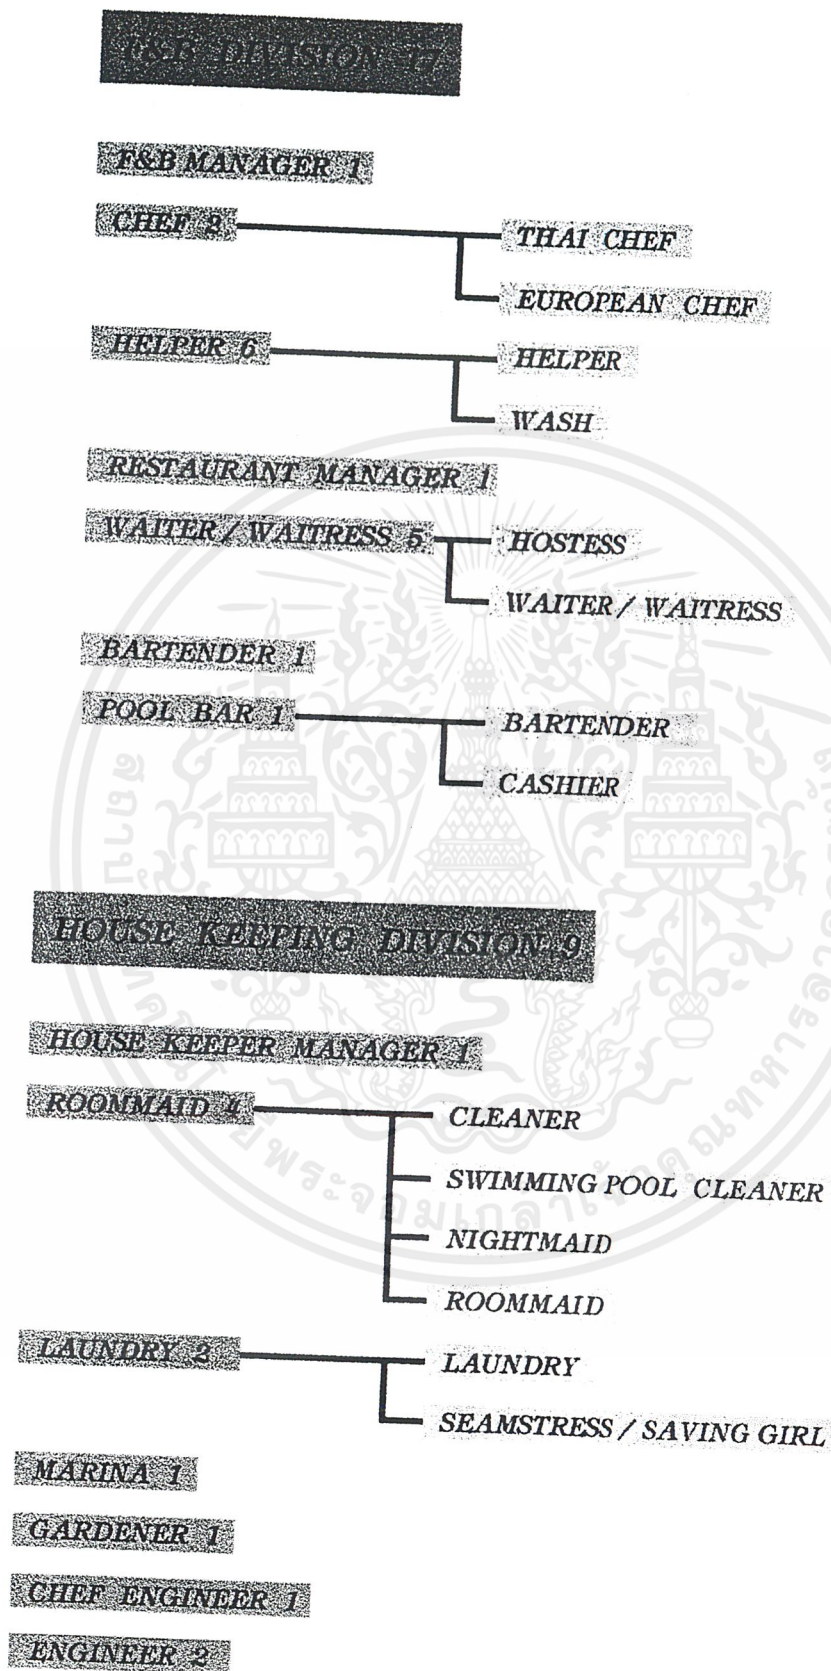 F&B DIVISION 17
F&B MANAGER 1
CHEF 2
THAI CHEF
EUROPEAN CHEF
HELPER 6
HELPER
WASH
RESTAURANT MANAGER 1
WAITER / WAITRESS 5
HOSTESS
WAITER / WAITRESS
BARTENDER 1
POOL BAR 1
BARTENDER
CASHIER
HOUSE KEEPING DIVISION 9
HOUSE KEEPER MANAGER 1
ROOMMAID 4
CLEANER
SWIMMING POOL CLEANER
NIGHTMAID
ROOMMAID
LAUNDRY 2
LAUNDRY
SEAMSTRESS / SAVING GIRL
MARINA 1
GARDENER 1
CHEF ENGINEER 1
ENGINEER 2